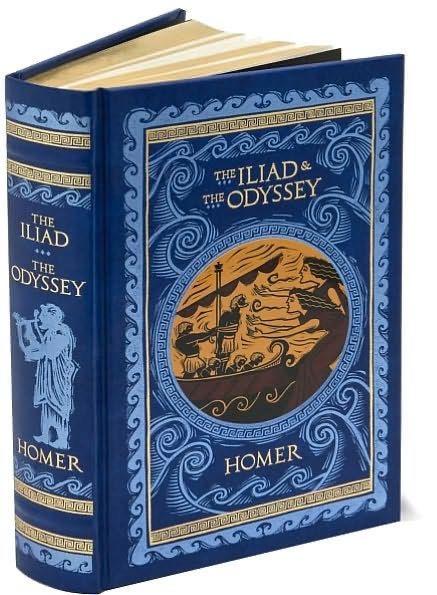 THE
ILIAD
THE
ODYSSEY
HOMER
THE ILIAD &
THE ODYSSEY
HOMER